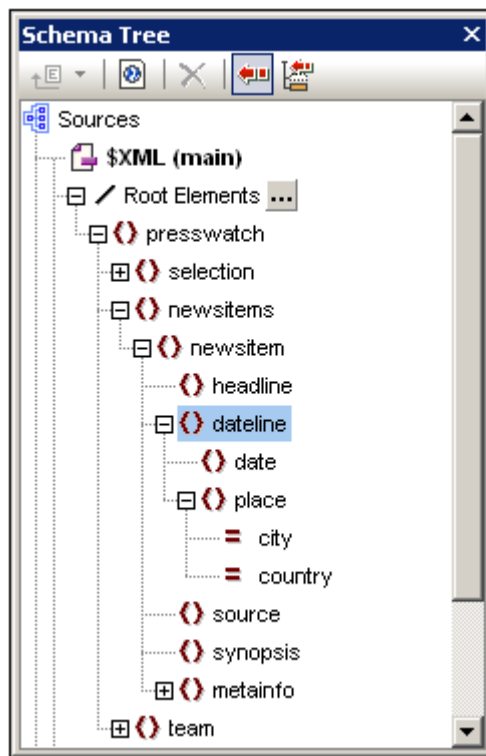 Schema Tree
Sources
$XML (main)
Root Elements ...
presswatch
selection
newsitems
newsitem
headline
dateline
date
place
city
country
source
synopsis
metainfo
team